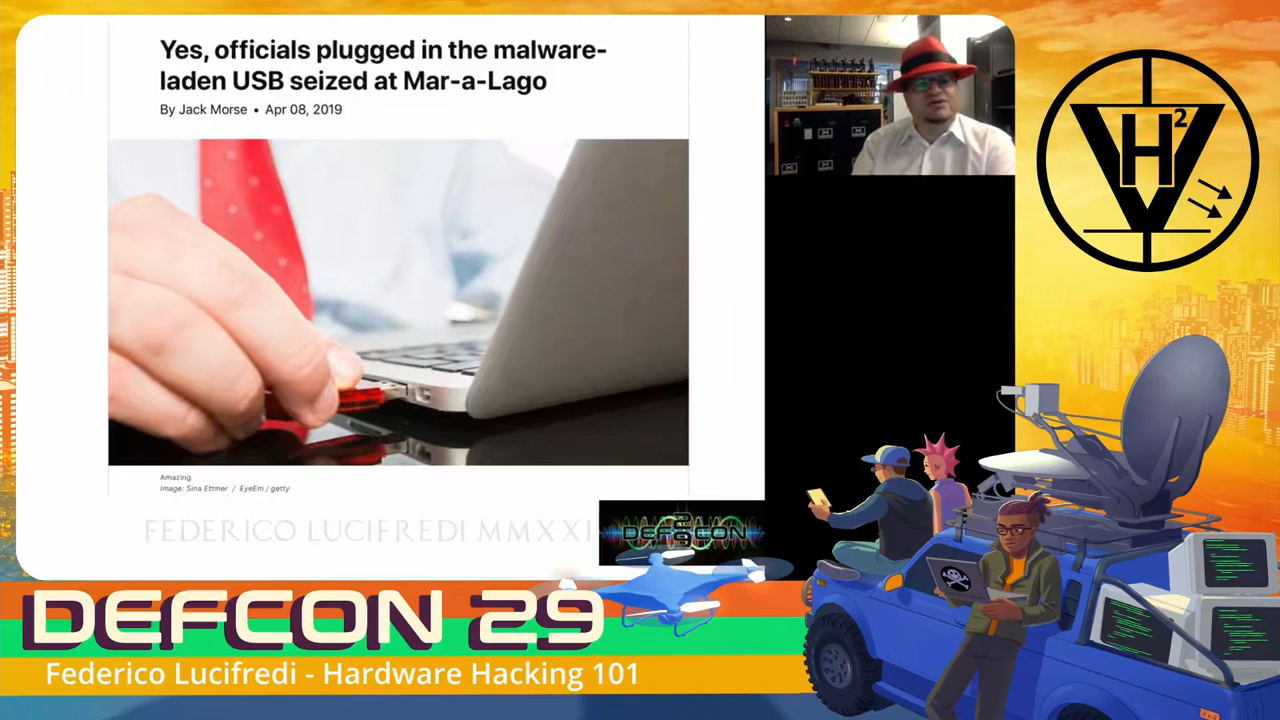 Yes, officials plugged in the malware-
laden USB seized at Mar-a-Lago
By Jack Morse • Apr 08, 2019
Amazing.
Image: Sina Ettmer / EyeEm / getty
FEDERICO LUCIFREDI MMXXI
DEFCON
H2
DEFCON 29
Federico Lucifredi - Hardware Hacking 101